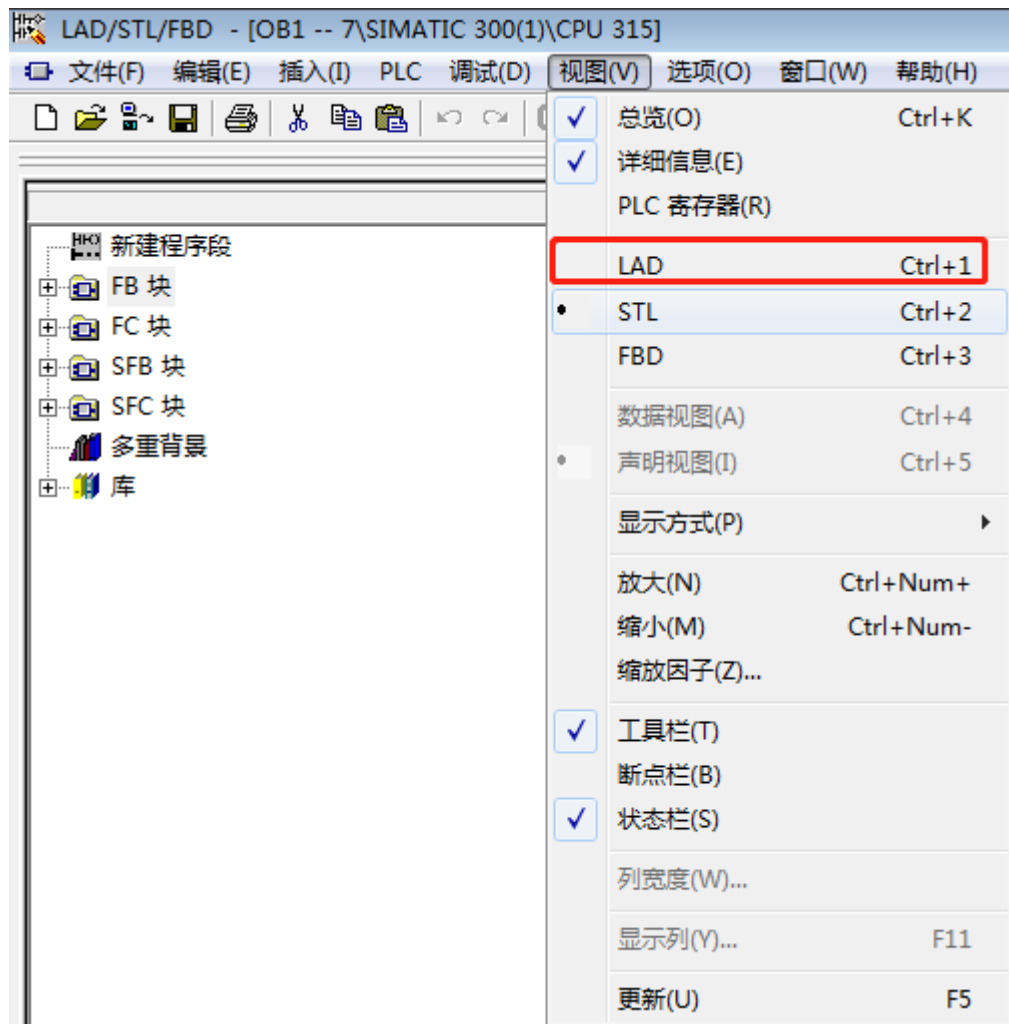 LAD/STL/FBD - [OB1 -- 7\SIMATIC 300(1)\CPU 315]
文件(F) 编辑(E) 插入(I) PLC 调试(D) 视图(V) 选项(O) 窗口(W) 帮助(H)
总览(O) Ctrl+K
详细信息(E)
PLC 寄存器(R)
LAD Ctrl+1
STL Ctrl+2
FBD Ctrl+3
数据视图(A) Ctrl+4
声明视图(I) Ctrl+5
显示方式(P)
放大(N) Ctrl+Num+
缩小(M) Ctrl+Num-
缩放因子(Z)...
工具栏(T)
断点栏(B)
状态栏(S)
列宽度(W)...
显示列(Y)... F11
更新(U) F5
新建程序段
FB 块
FC 块
SFB 块
SFC 块
多重背景
库